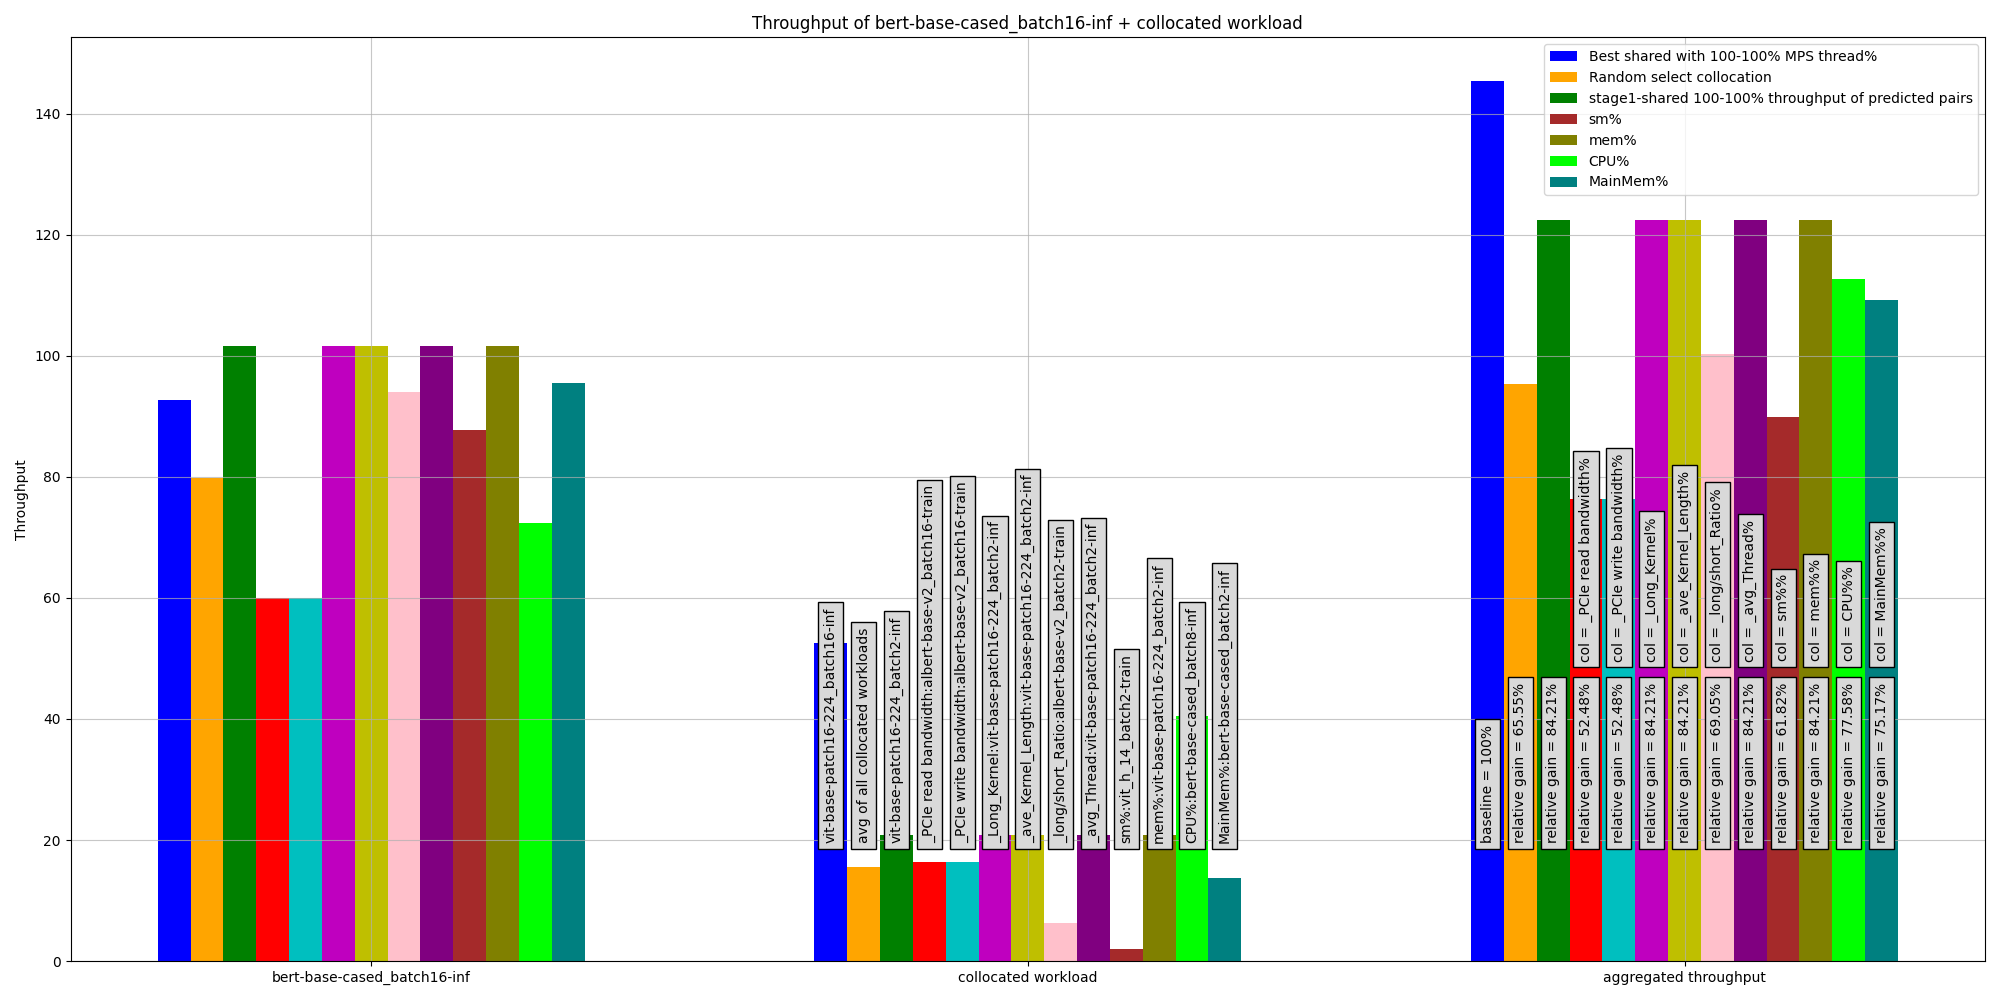 Throughput of bert-base-cased_batch16-inf + collocated workload
Best shared with 100-100% MPS thread%
Random select collocation
stage1-shared 100-100% throughput of predicted pairs
sm%
mem%
CPU%
MainMem%
Throughput
140
120
100
80
60
40
20
0
vit-base-patch16-224_batch16-inf
avg of all collocated workloads
vit-base-patch16-224_batch2-inf
_PCIe read bandwidth:albert-base-v2_batch16-train
_PCIe write bandwidth:albert-base-v2_batch16-train
_Long_Kernel:vit-base-patch16-224_batch2-inf
_ave_Kernel_Length:vit-base-patch16-224_batch2-inf
_long/short_Ratio:albert-base-v2_batch2-train
_avg_Thread:vit-base-patch16-224_batch2-inf
sm%:vit_h_14_batch2-train
mem%:vit-base-patch16-224_batch2-inf
CPU%:bert-base-cased_batch8-inf
MainMem%:bert-base-cased_batch2-inf
col = _PCIe read bandwidth%
col = _PCIe write bandwidth%
col = _Long_Kernel%
col = _ave_Kernel_Length%
col = _long/short_Ratio%
col = _avg_Thread%
col = sm%%
col = mem%%
col = CPU%%
col = MainMem%%
baseline = 100%
relative gain = 65.55%
relative gain = 84.21%
relative gain = 52.48%
relative gain = 52.48%
relative gain = 84.21%
relative gain = 84.21%
relative gain = 69.05%
relative gain = 84.21%
relative gain = 61.82%
relative gain = 84.21%
relative gain = 77.58%
relative gain = 75.17%
bert-base-cased_batch16-inf
collocated workload
aggregated throughput